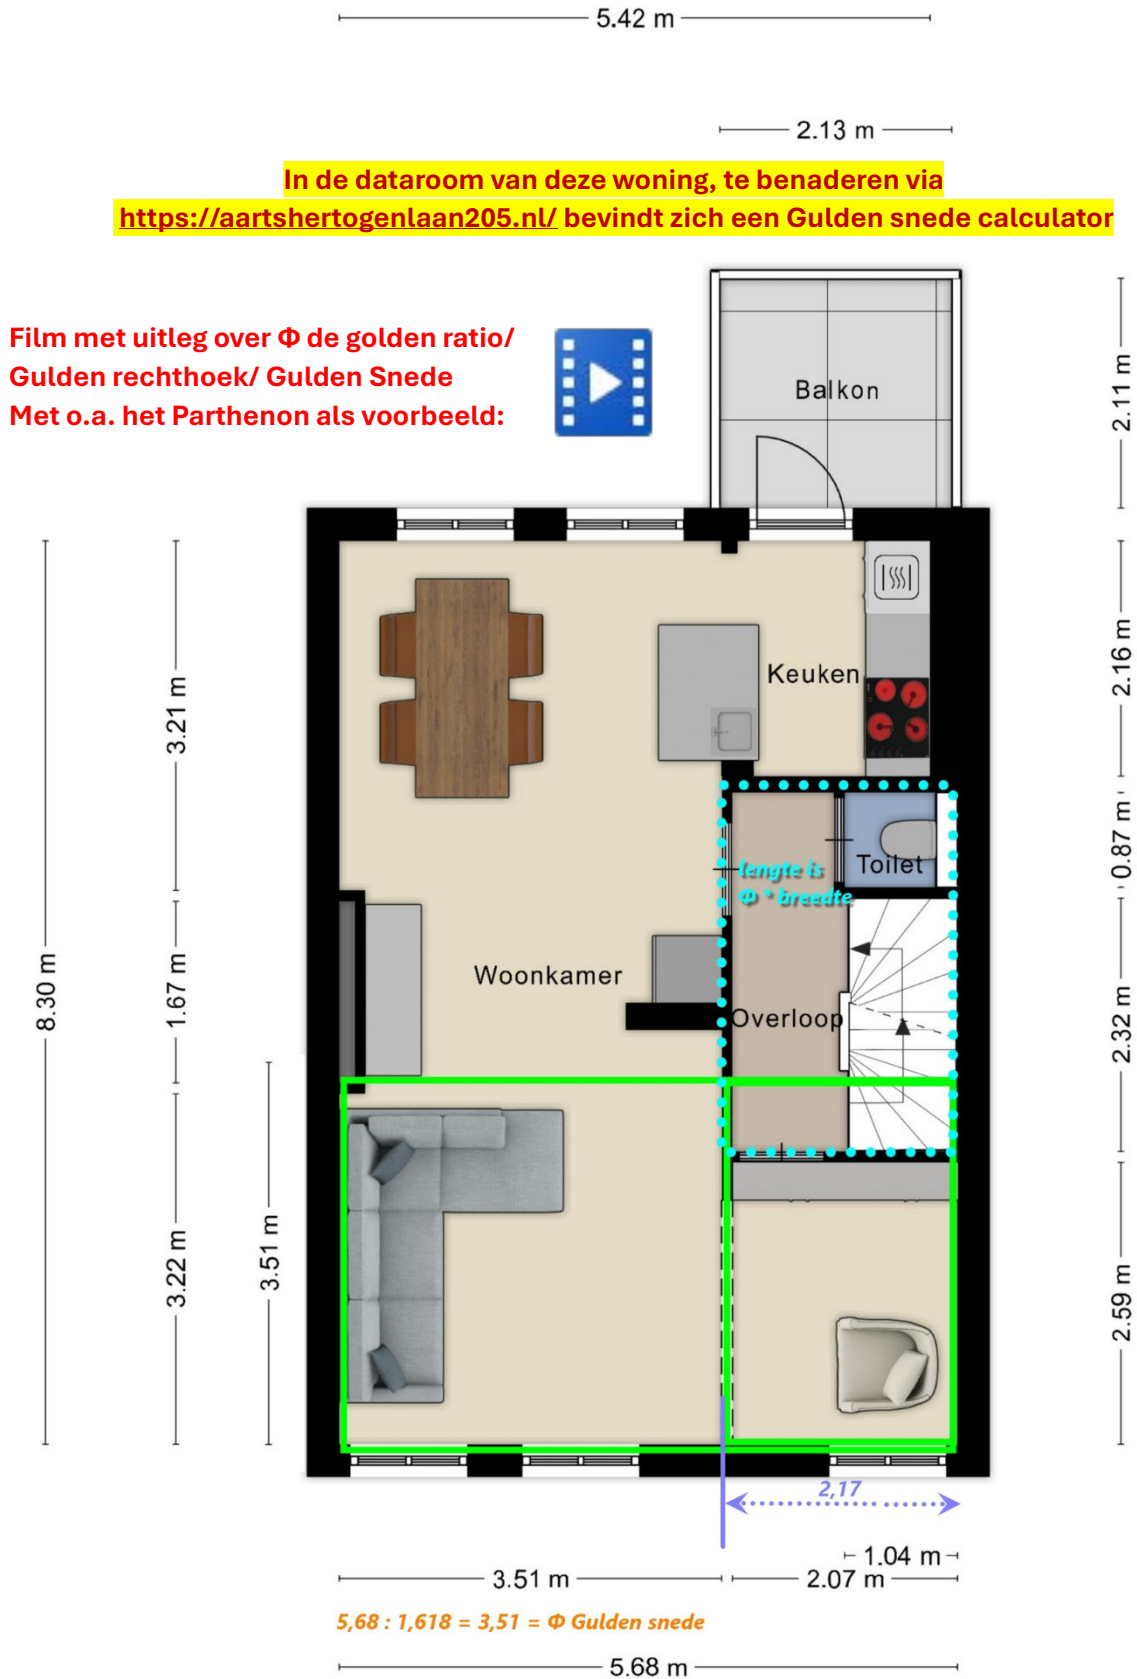 5.42 m
2.13 m
In de dataroom van deze woning, te benaderen via
https://aartshertogenlaan205.nl/ bevindt zich een Gulden snede calculator
Film met uitleg over Φ de golden ratio/
Gulden rechthoek/ Gulden Snede
Met o.a. het Parthenon als voorbeeld:
Balkon
2.11 m
Keuken
2.16 m
3.21 m
0.87 m
Toilet
lengte is
Φ * breedte
Woonkamer
Overloop
8.30 m
1.67 m
2.32 m
3.22 m
3.51 m
2.59 m
2,17
1.04 m
3.51 m
2.07 m
5,68 : 1,618 = 3,51 = Φ Gulden snede
5.68 m